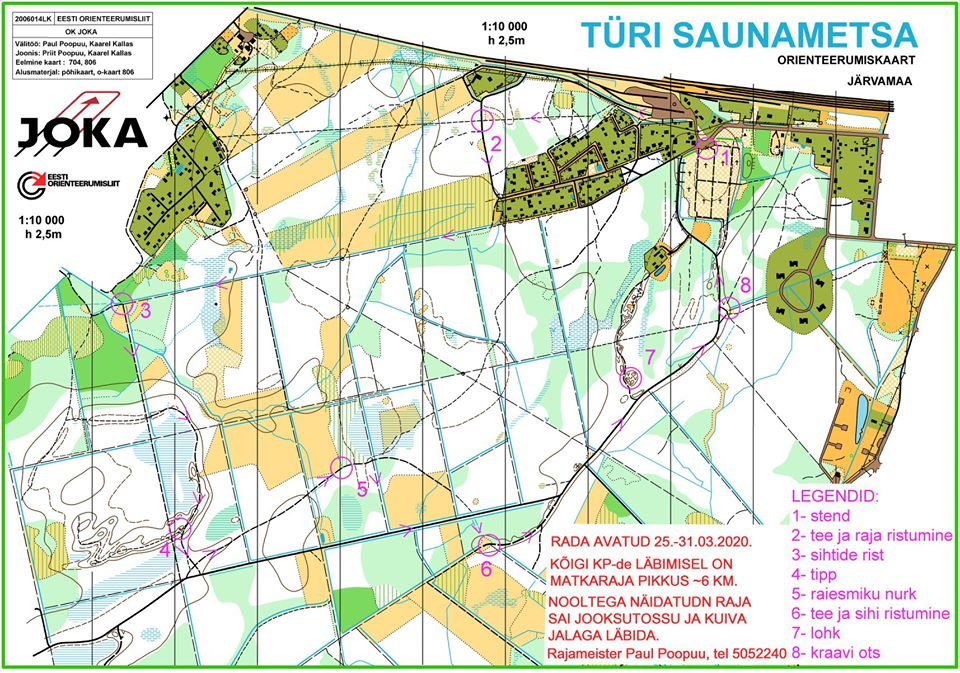 2006014LK EESTI ORIENTEERUMISLIIT
OK JOKA
Välitöö: Paul Poopuu, Kaarel Kallas
Joonis: Priit Poopuu, Kaarel Kallas
Eelmine kaart : 704, 806
Alusmaterjal: põhikaart, o-kaart 806
JOKA
EESTI
ORIENTEERUMISLIIT
1:10 000
h 2,5m
1:10 000
h 2,5m
TÜRI SAUNAMETSA
ORIENTEERUMISKAART
JÄRVAMAA
1
2
3
4
5
6
7
8
RADA AVATUD 25.-31.03.2020.
KÕIGI KP-de LÄBIMISEL ON
MATKARAJA PIKKUS ~6 KM.
NOOLTEGA NÄIDATUDN RAJA
SAI JOOKSUTOSSU JA KUIVA
JALAGA LÄBIDA.
Rajameister Paul Poopuu, tel 5052240
LEGENDID:
1- stend
2- tee ja raja ristumine
3- sihtide rist
4- tipp
5- raiesmiku nurk
6- tee ja sihi ristumine
7- lohk
8- kraavi ots